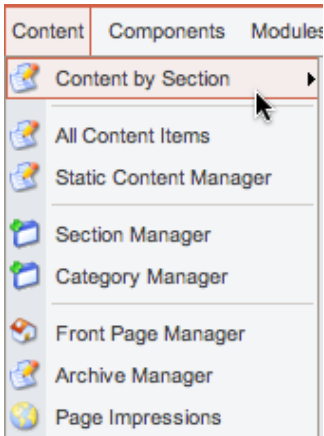 Content Components Modules
Content by Section
All Content Items
Static Content Manager
Section Manager
Category Manager
Front Page Manager
Archive Manager
Page Impressions